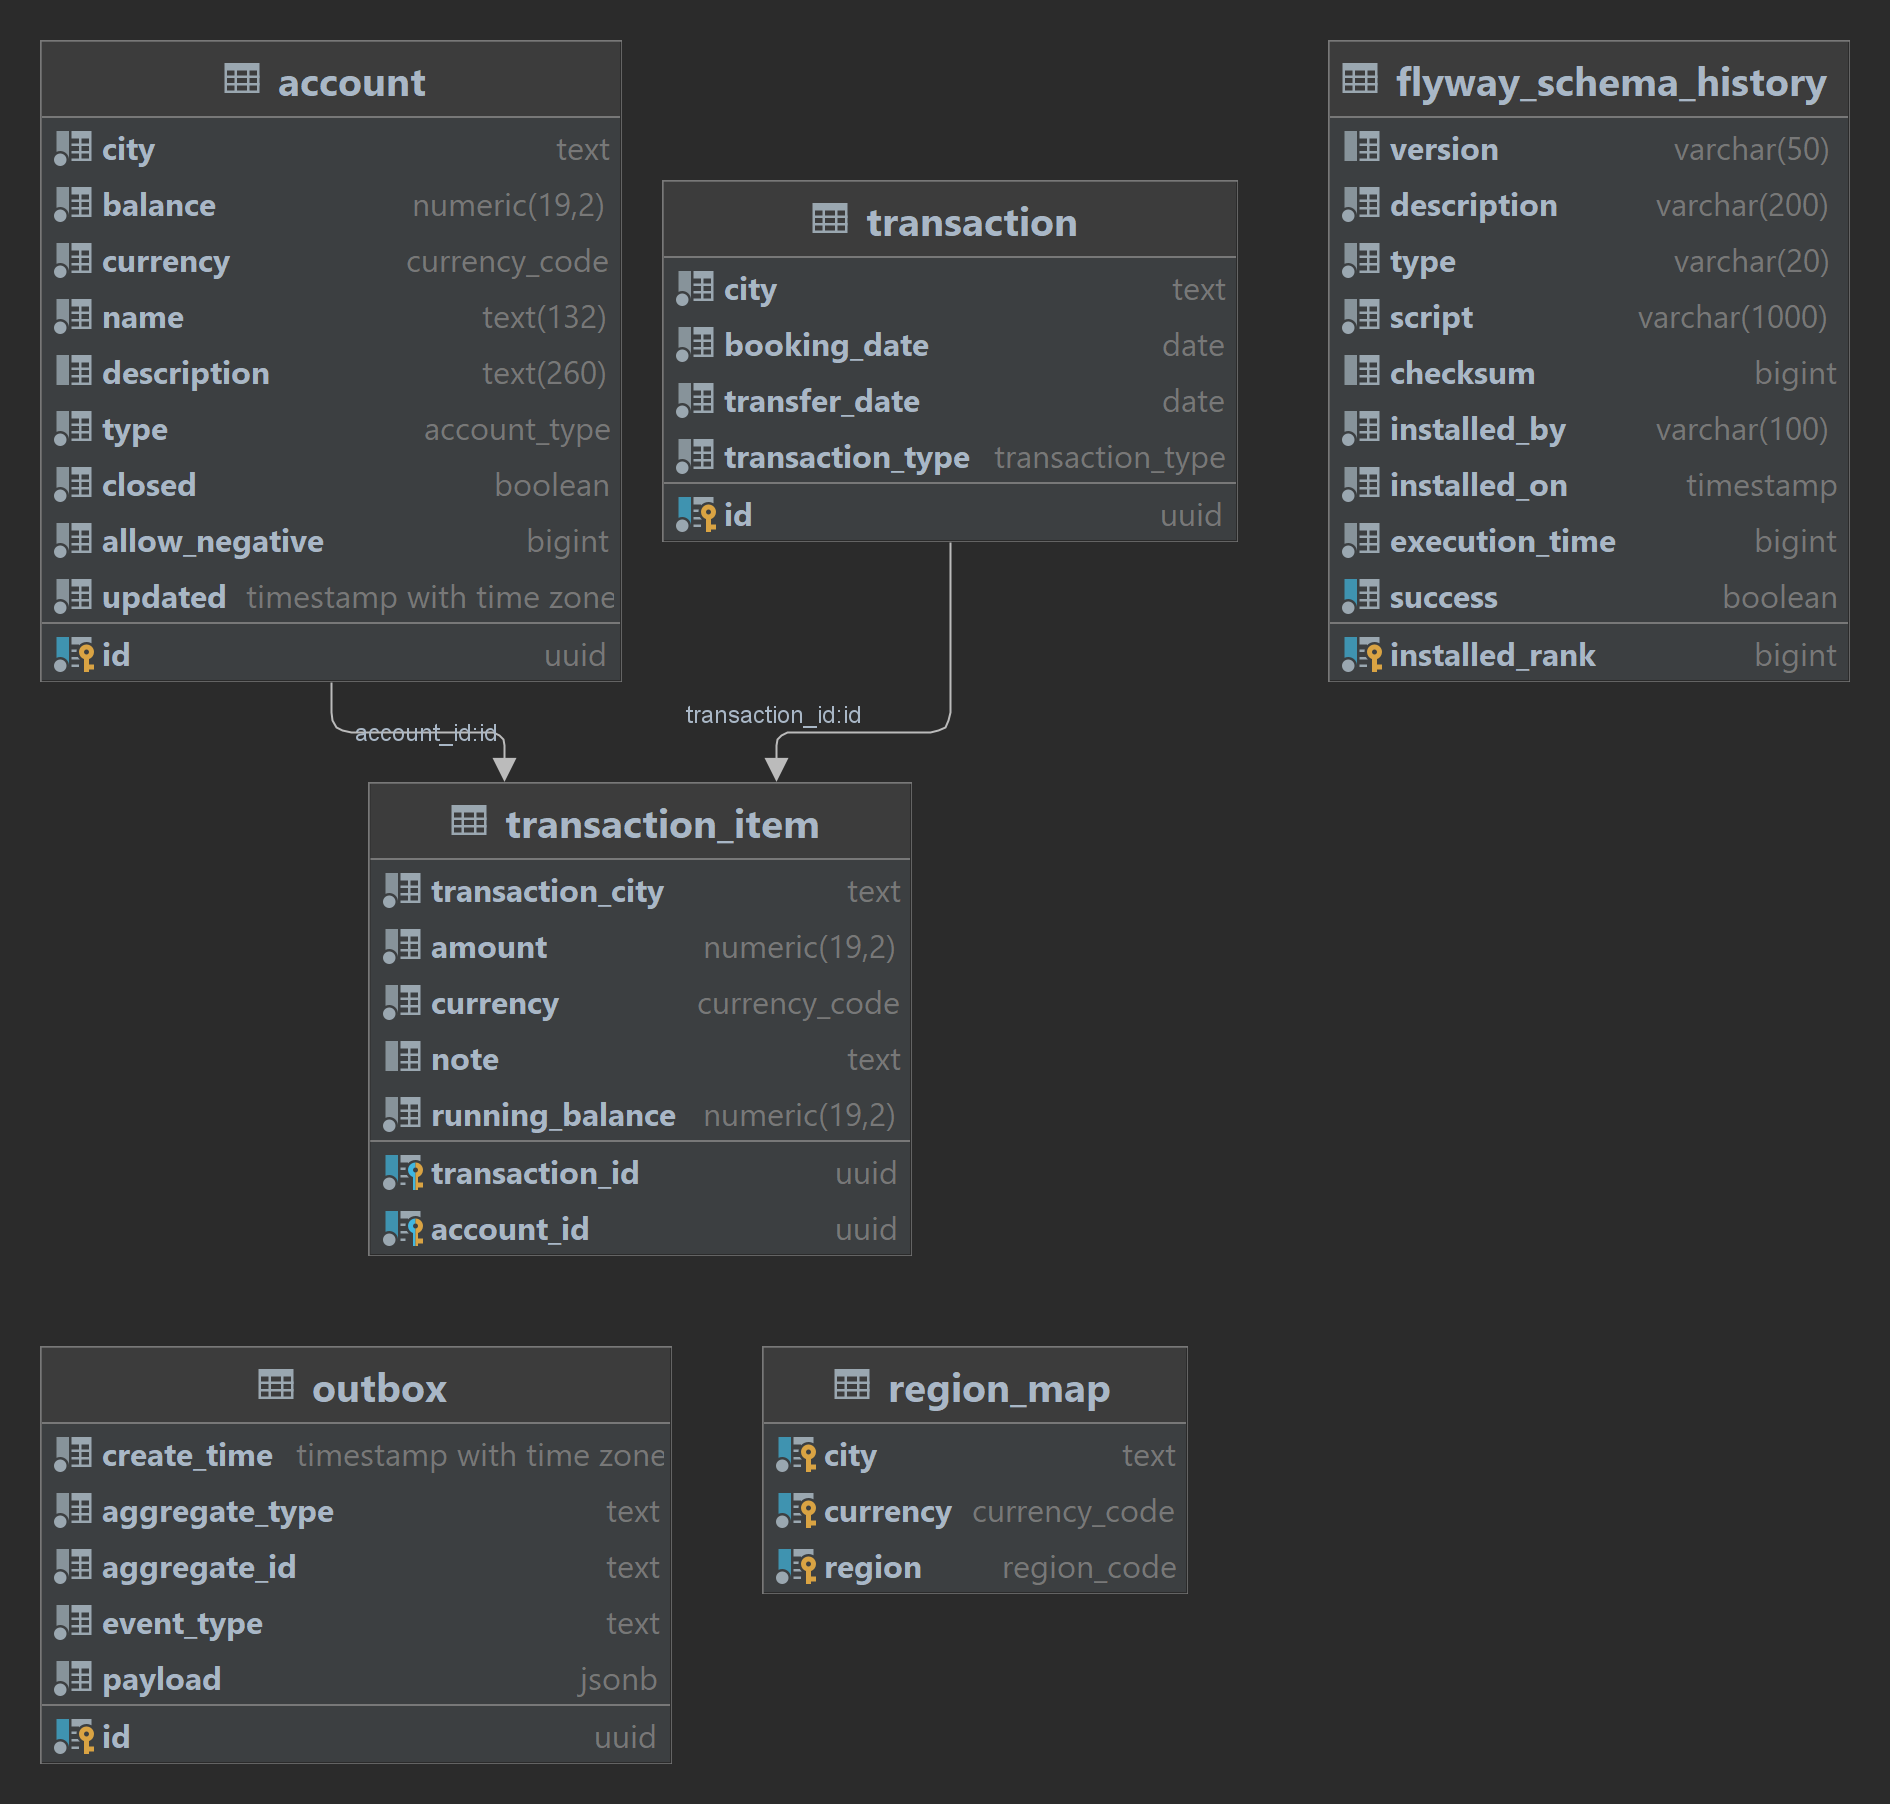 account
city text
balance numeric(19,2)
currency currency_code
name text(132)
description text(260)
type account_type
closed boolean
allow_negative bigint
updated timestamp with time zone
id uuid
transaction
city text
booking_date date
transfer_date date
transaction_type transaction_type
id uuid
flyway_schema_history
version varchar(50)
description varchar(200)
type varchar(20)
script varchar(1000)
checksum bigint
installed_by varchar(100)
installed_on timestamp
execution_time bigint
success boolean
installed_rank bigint
account_id:id
transaction_id:id
transaction_item
transaction_city text
amount numeric(19,2)
currency currency_code
note text
running_balance numeric(19,2)
transaction_id uuid
account_id uuid
outbox
create_time timestamp with time zone
aggregate_type text
aggregate_id text
event_type text
payload jsonb
id uuid
region_map
city text
currency currency_code
region region_code